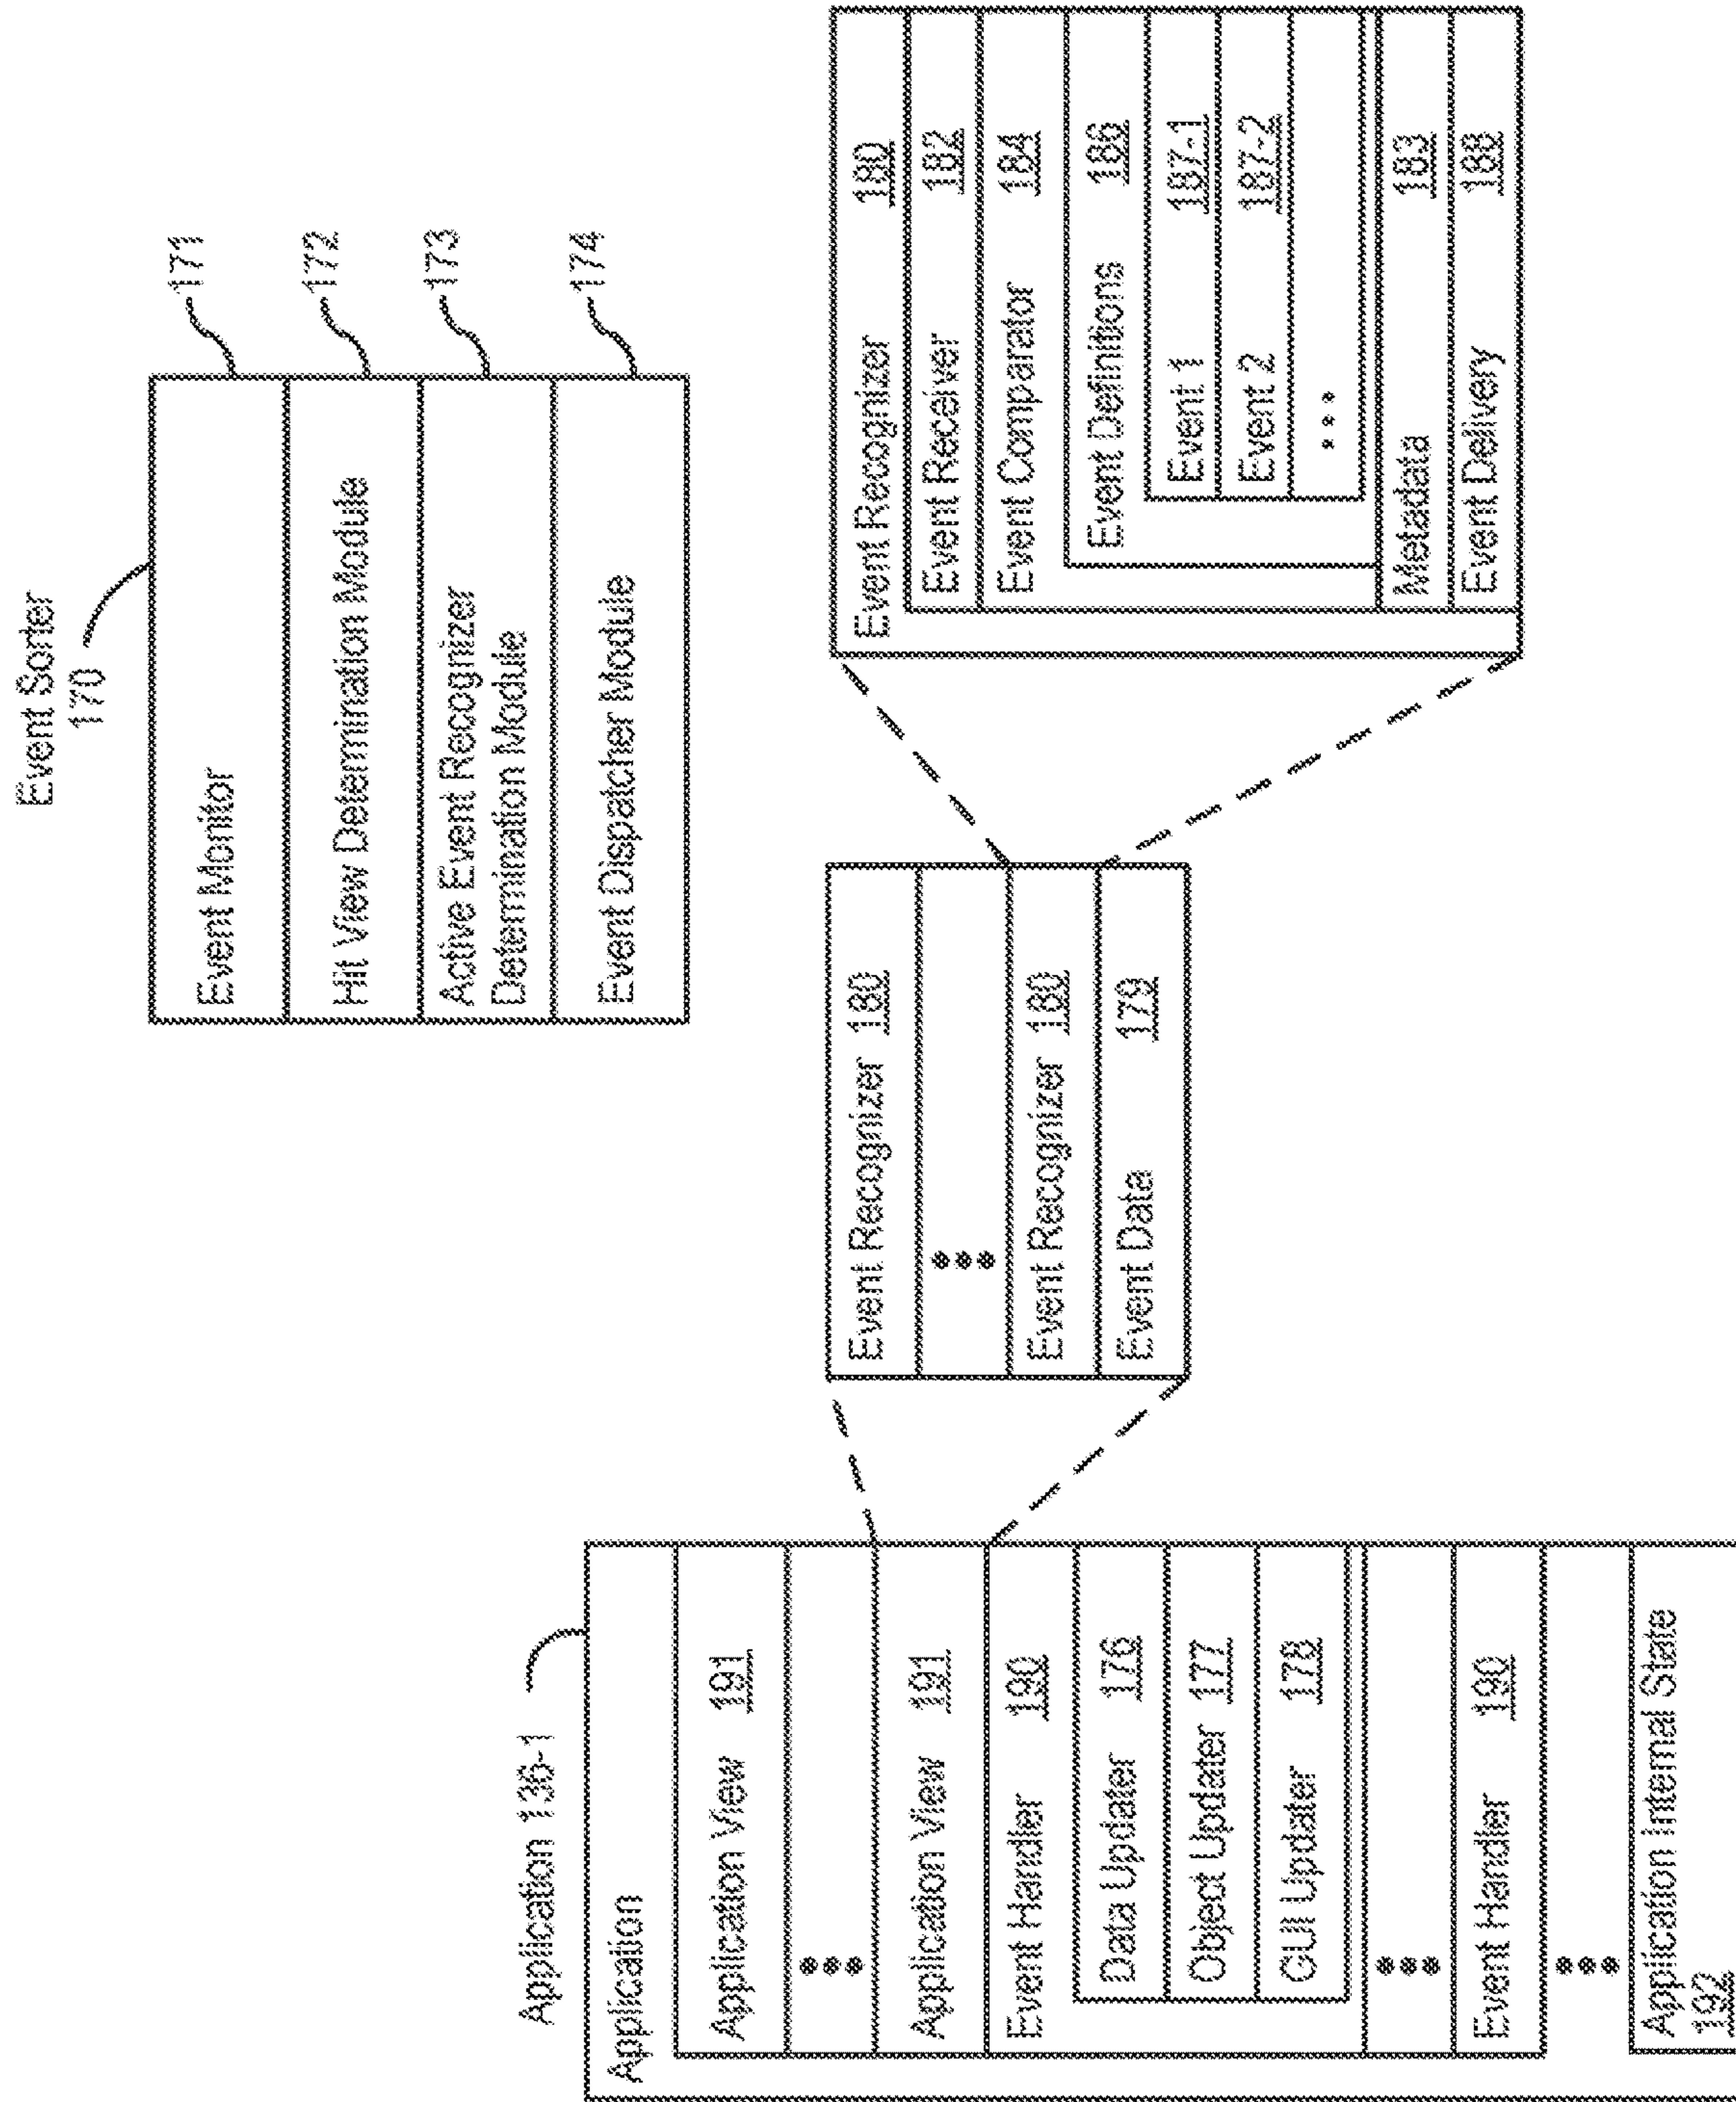 Event Sorter
170
Event Monitor
171
Hit View Determination Module
172
Active Event Recognizer
Determination Module
173
Event Dispatcher Module
174
Application 136-1
Application
Application View 191
•••
Application View 191
Event Handler 190
Data Updater 176
Object Updater 177
GUI Updater 178
•••
Event Handler 190
•••
Application Internal State
192
Event Recognizer 180
•••
Event Recognizer 180
Event Data 179
Event Recognizer 180
Event Receiver 182
Event Comparator 184
Event Definitions 186
Event 1 187-1
Event 2 187-2
•••
Metadata 183
Event Delivery 188